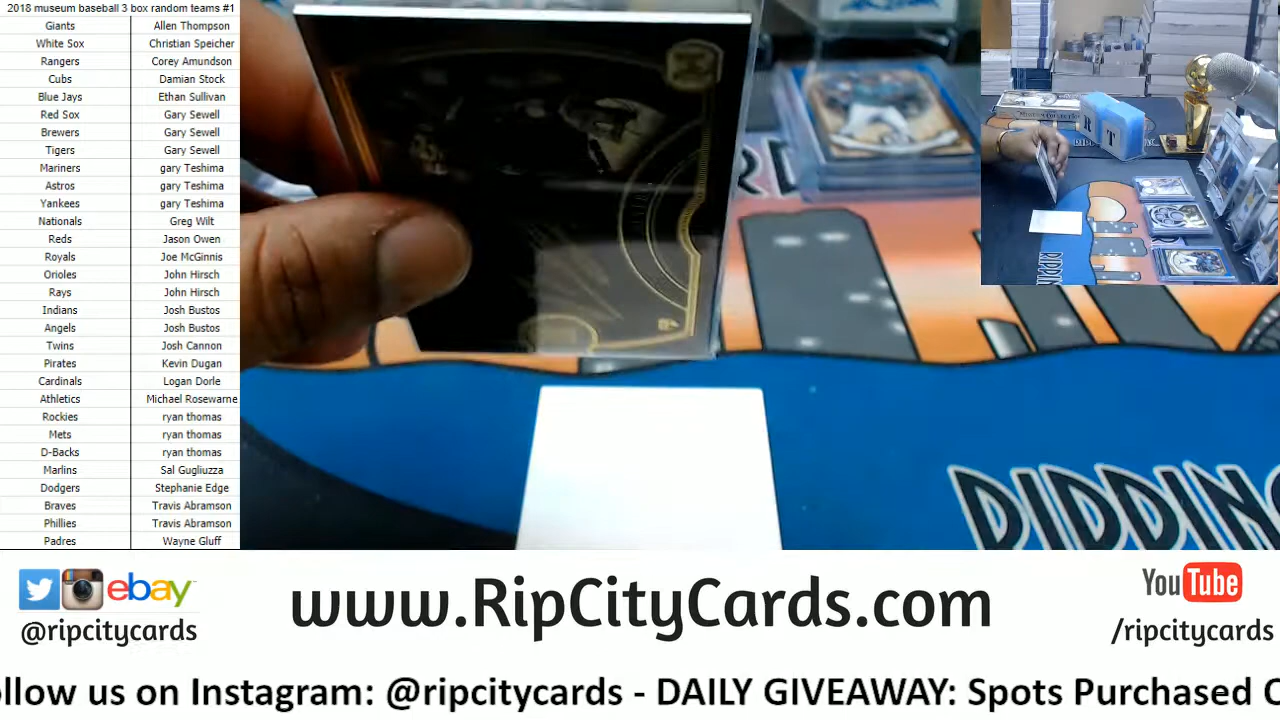 2018 museum baseball 3 box random teams #1
Giants Allen Thompson
White Sox Christian Speicher
Rangers Corey Amundson
Cubs Damian Stock
Blue Jays Ethan Sullivan
Red Sox Gary Sewell
Brewers Gary Sewell
Tigers Gary Sewell
Mariners gary Teshima
Astros gary Teshima
Yankees gary Teshima
Nationals Greg Wilt
Reds Jason Owen
Royals Joe McGinnis
Orioles John Hirsch
Rays John Hirsch
Indians Josh Bustos
Angels Josh Bustos
Twins Josh Cannon
Pirates Kevin Dugan
Cardinals Logan Dorle
Athletics Michael Rosewarne
Rockies ryan thomas
Mets ryan thomas
D-Backs ryan thomas
Marlins Sal Gugliuzza
Dodgers Stephanie Edge
Braves Travis Abramson
Phillies Travis Abramson
Padres Wayne Gluff
R T
RIPPIN
RIPPING
ebay
@ripcitycards
www.RipCityCards.com
YouTube
/ripcitycards
ollow us on Instagram: @ripcitycards - DAILY GIVEAWAY: Spots Purchased